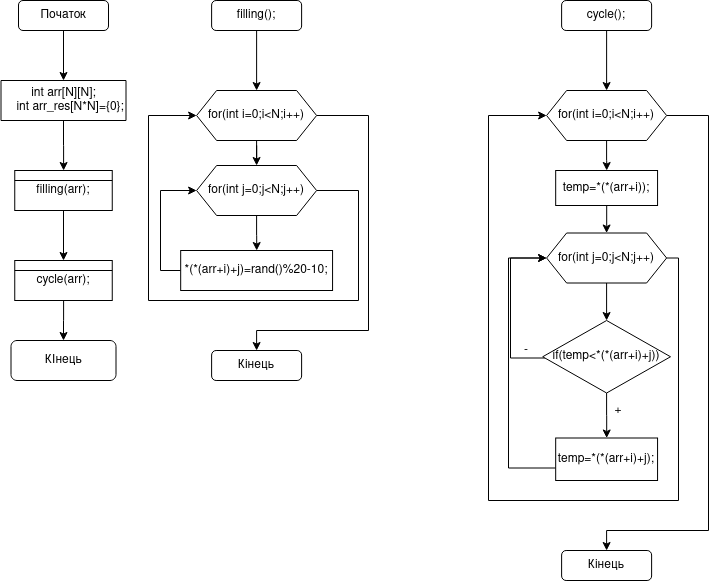 Початок
int arr[N][N];
int arr_res[N*N]={0};
filling(arr);
cycle(arr);
КІнець
filling();
for(int i=0;i<N;i++)
for(int j=0;j<N;j++)
*(*(arr+i)+j)=rand()%20-10;
Кінець
cycle();
for(int i=0;i<N;i++)
temp=*(*(arr+i));
for(int j=0;j<N;j++)
if(temp<*(*(arr+i)+j))
-
+
temp=*(*(arr+i)+j);
Кінець